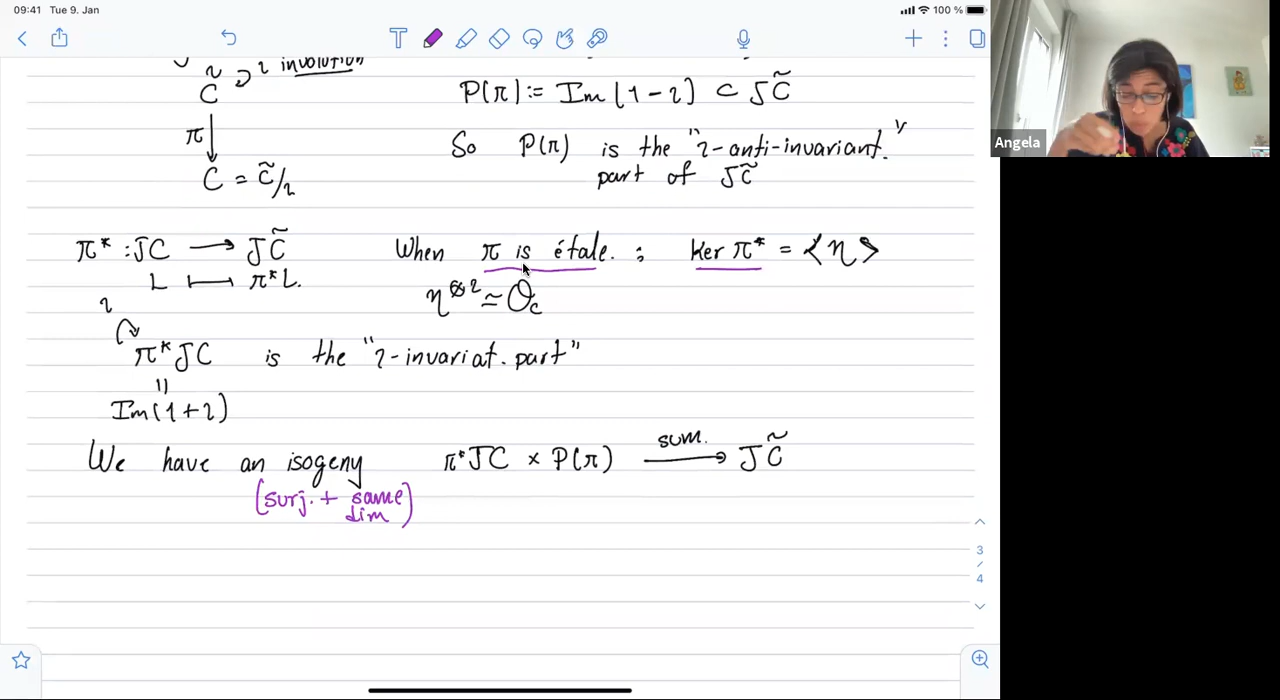 09:41 Tue 9. Jan
100 %
ι involution
C̃
P(π) := Im(1-ι) ⊂ JC̃
π
So P(π) is the "ι-anti-invariant."
part of JC̃
C = C̃/ι
π* : JC → JC̃
L ↦ π*L.
When π is étale. : ker π* = <η>
η^⊗2 ≃ O_C
ι
π*JC is the "ι-invariat. part"
=
Im(1+ι)
We have an isogeny π*JC × P(π) → JC̃
sum.
(surj. + same dim)
Angela
3
/
4